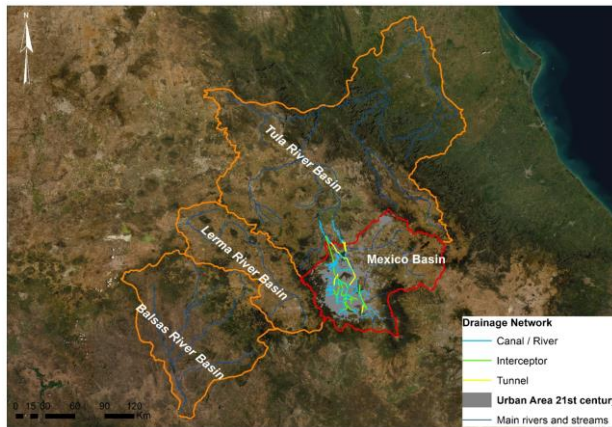 N
Tula River Basin
Lerma River Basin
Mexico Basin
Balsas River Basin
Drainage Network
Canal / River
Interceptor
Tunnel
Urban Area 21st century
Main rivers and streams
0 15 30 60 90 120
Km